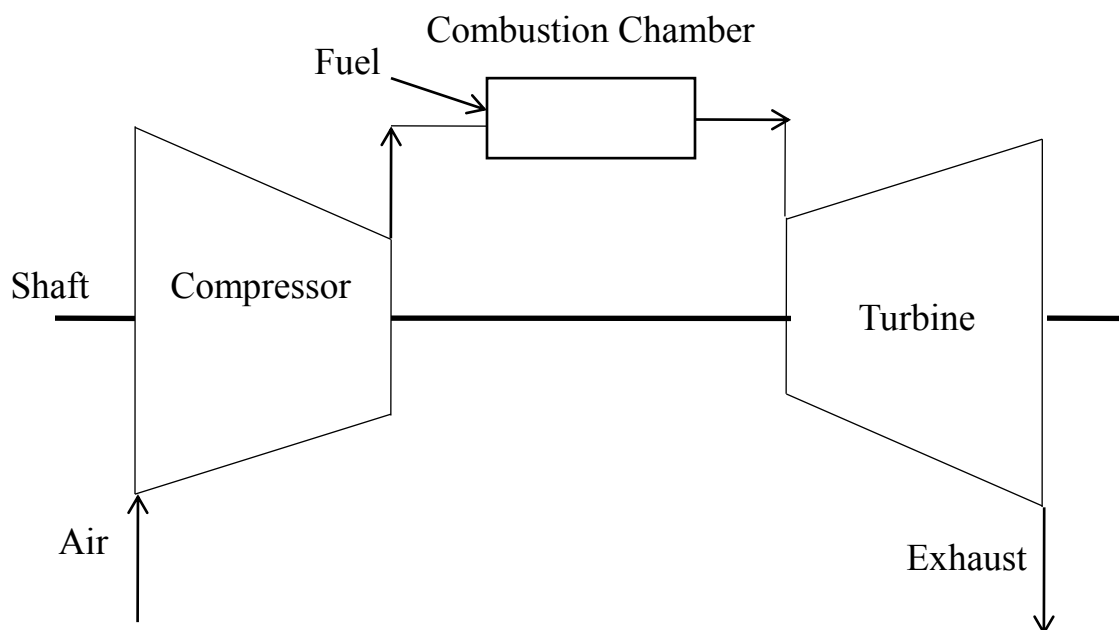 Combustion Chamber
Fuel
Shaft
Compressor
Turbine
Air
Exhaust